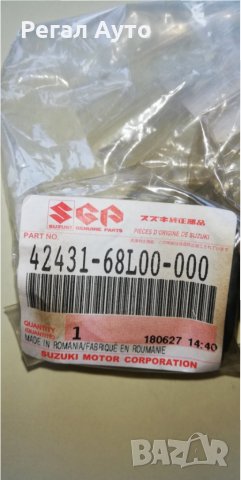 Регал Ауто
SGP
スズキ純正部品
SUZUKI GENUINE PARTS
PIECES D'ORIGINE DE SUZUKI
PART NO.
42431-68L00-000
QUANTITY
1
180627 14:40
MADE IN ROMANIA/FABRIQUÉ EN ROUMANIE
SUZUKI MOTOR CORPORATION
BAZAR